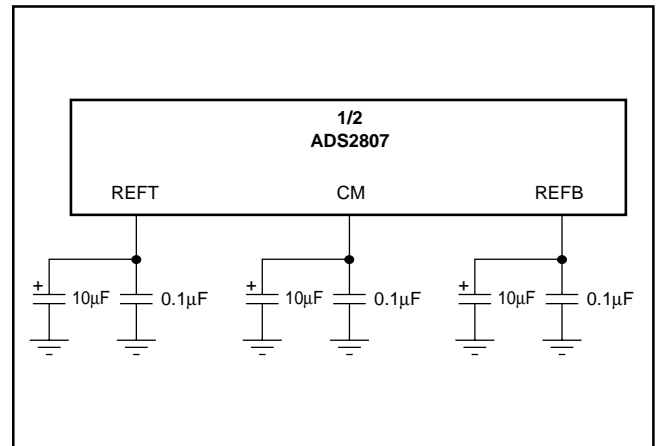 1/2
ADS2807
REFT CM REFB
+ 10µF 0.1µF + 10µF 0.1µF + 10µF 0.1µF